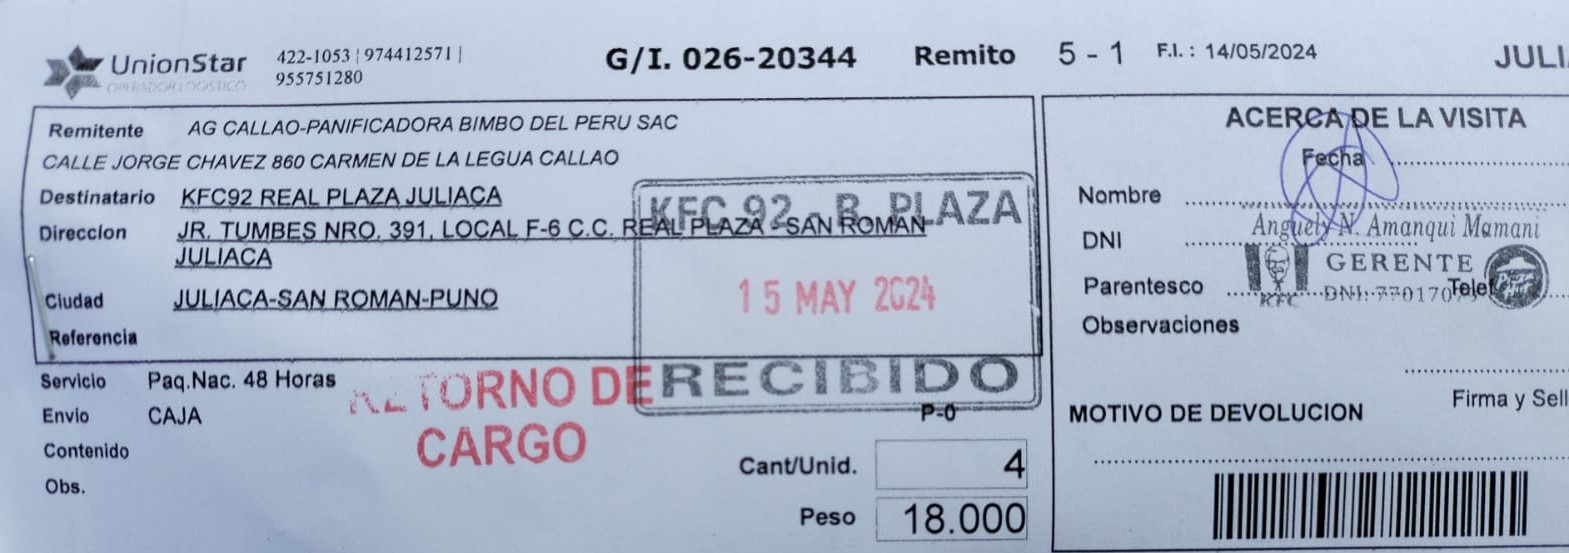 UnionStar
OPERADOR LOGISTICO
422-1053 | 974412571 |
955751280
G/I. 026-20344
Remito 5 - 1
F.I. : 14/05/2024
Remitente AG CALLAO-PANIFICADORA BIMBO DEL PERU SAC
CALLE JORGE CHAVEZ 860 CARMEN DE LA LEGUA CALLAO
Destinatario KFC92 REAL PLAZA JULIACA
Direccion JR. TUMBES NRO. 391, LOCAL F-6 C.C. REAL PLAZA - SAN ROMAN
JULIACA
Ciudad JULIACA-SAN ROMAN-PUNO
Referencia
KFC 92 - R. PLAZA
15 MAY 2024
RECIBIDO
Servicio Paq.Nac. 48 Horas
Envio CAJA
Contenido
Obs.
RETORNO DE
CARGO
P-0
Cant/Unid. 4
Peso 18.000
ACERCA DE LA VISITA
Fecha
Nombre
Anguely N. Amanqui Mamani
DNI
GERENTE
KFC
Parentesco
Observaciones
Firma y Sell
MOTIVO DE DEVOLUCION